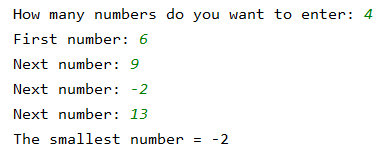 How many numbers do you want to enter: 4
First number: 6
Next number: 9
Next number: -2
Next number: 13
The smallest number = -2